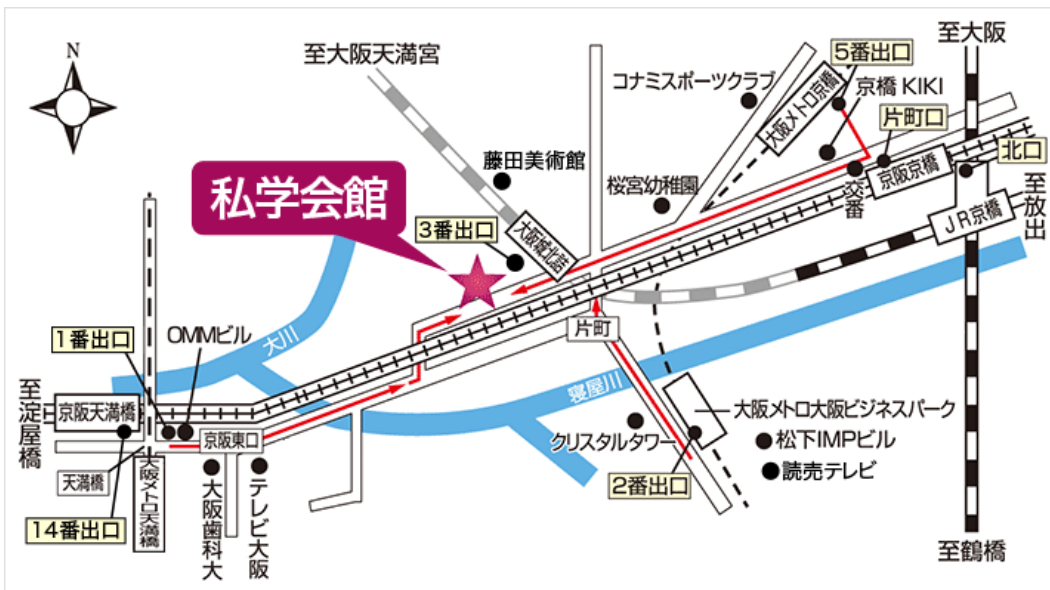 N
至大阪天満宮
至大阪
5番出口
コナミスポーツクラブ
大阪メトロ京橋
京橋 KIKI
片町口
北口
藤田美術館
私学会館
桜宮幼稚園
交番
京阪京橋
至放出
JR京橋
3番出口
大阪城北詰
1番出口
OMMビル
大川
片町
寝屋川
至淀屋橋
京阪天満橋
京阪東口
クリスタルタワー
大阪メトロ大阪ビジネスパーク
松下IMPビル
読売テレビ
天満橋
大阪メトロ天満橋
2番出口
14番出口
大阪歯科大
テレビ大阪
至鶴橋